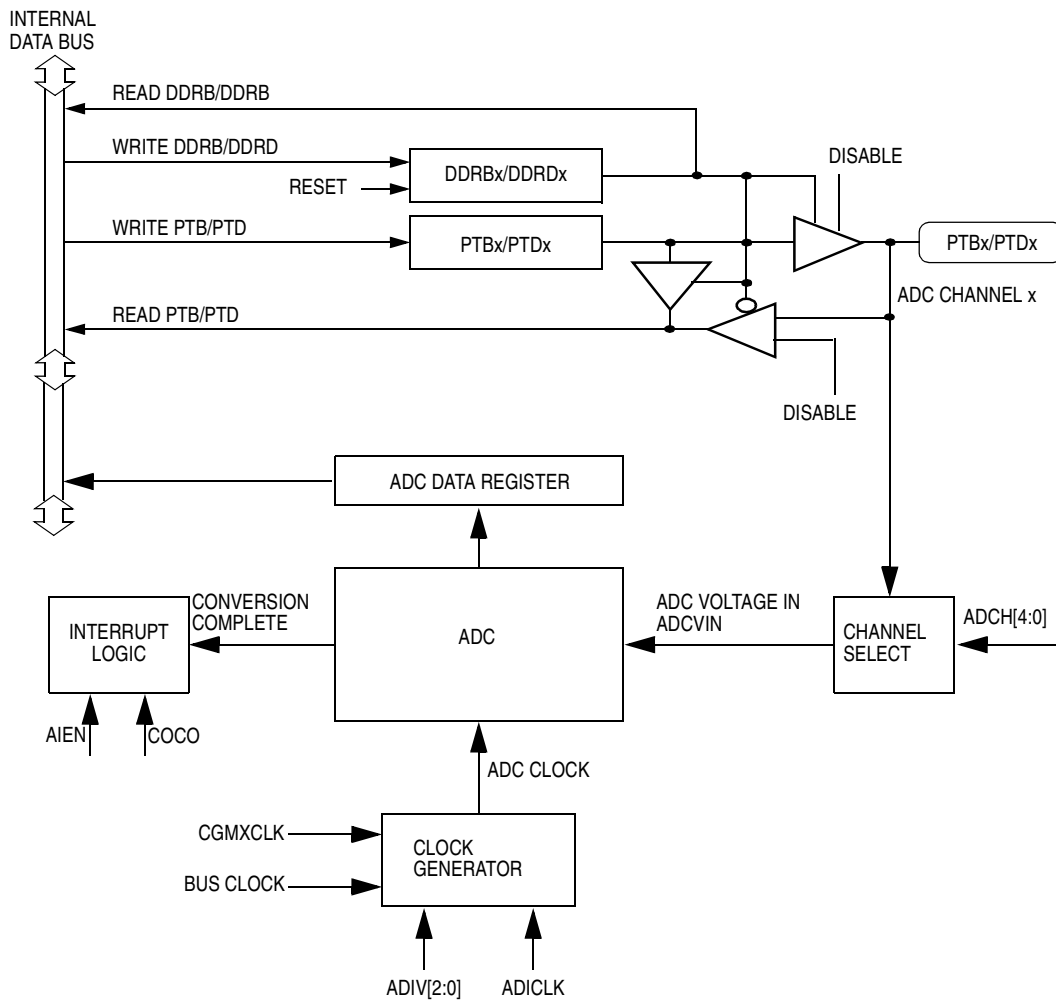 INTERNAL
DATA BUS
READ DDRB/DDRB
WRITE DDRB/DDRD
RESET
DDRBx/DDRDx
DISABLE
WRITE PTB/PTD
PTBx/PTDx
PTBx/PTDx
ADC CHANNEL x
READ PTB/PTD
DISABLE
ADC DATA REGISTER
INTERRUPT
LOGIC
CONVERSION
COMPLETE
ADC
ADC VOLTAGE IN
ADCVIN
CHANNEL
SELECT
ADCH[4:0]
AIEN
COCO
ADC CLOCK
CGMXCLK
BUS CLOCK
CLOCK
GENERATOR
ADIV[2:0]
ADICLK